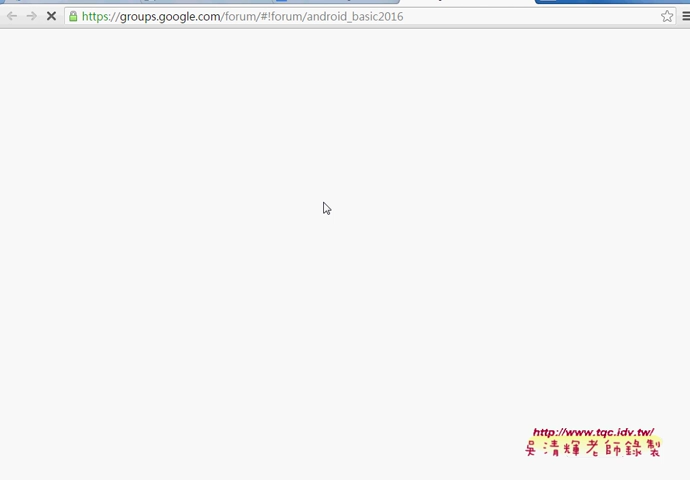 https://groups.google.com/forum/#!forum/android_basic2016
http://www.tqc.idv.tw/
吳清輝老師錄製